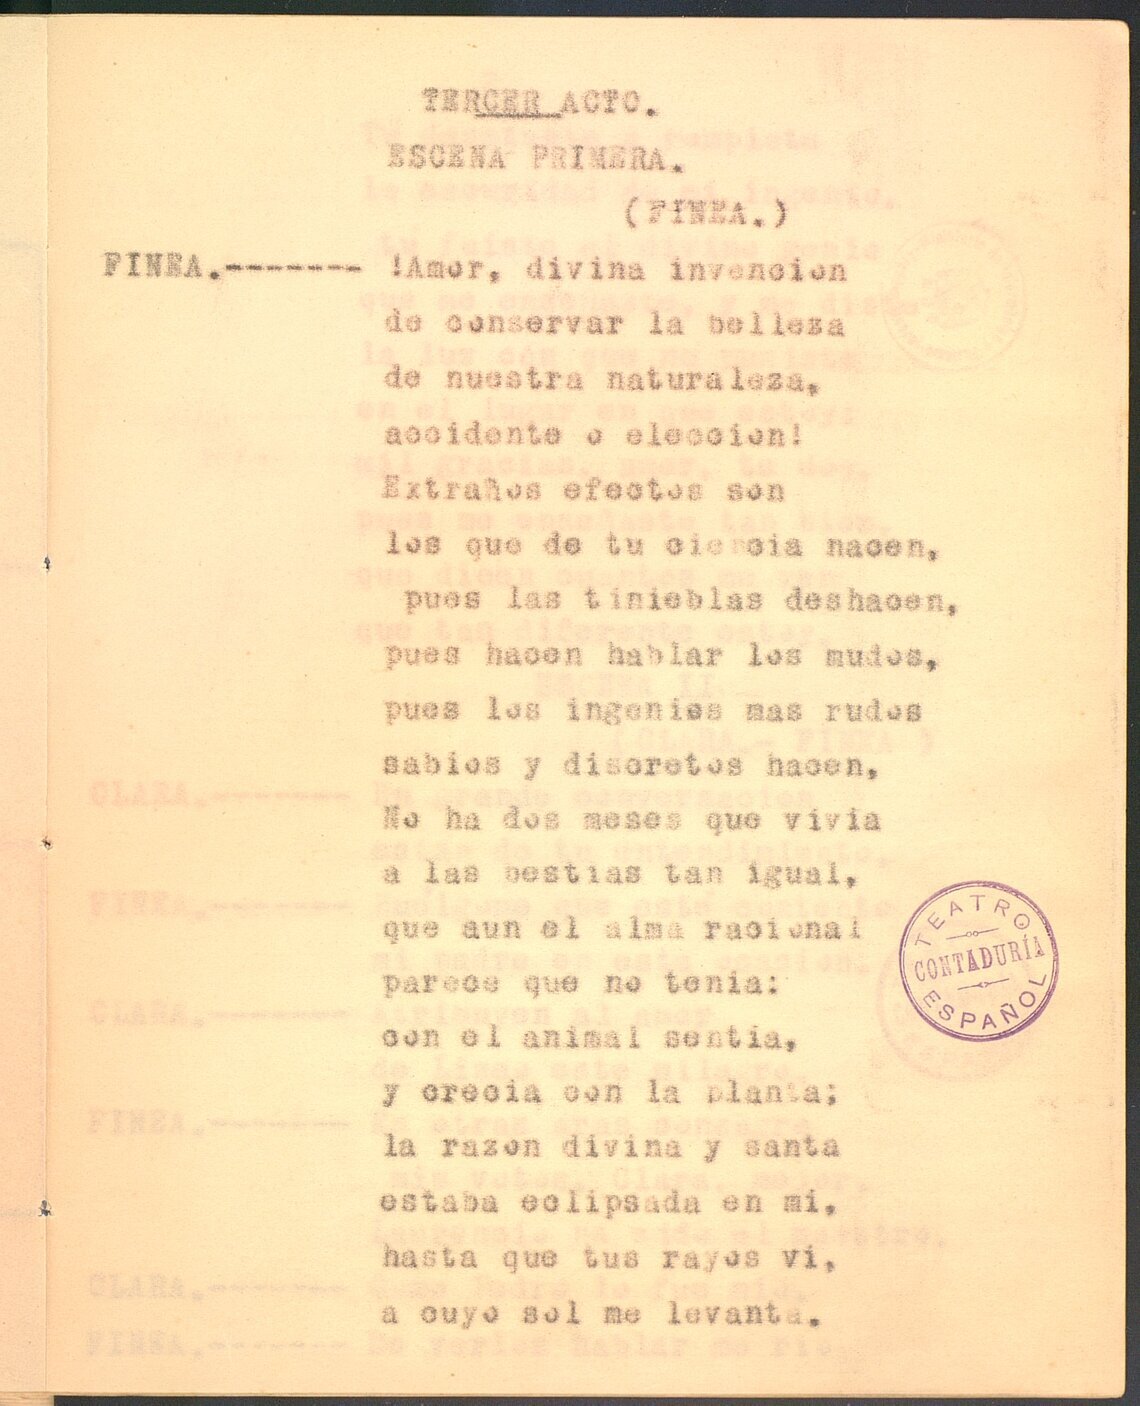 TERCER ACTO.
ESCENA PRIMERA.
(FINEA.)
FINEA.------- !Amor, divina invencion
de conservar la belleza
de nuestra naturaleza,
accidente o eleccion!
Extraños efectos son
los que de tu ciencia nacen,
pues las tinieblas deshacen,
pues hacen hablar los mudos,
pues los ingenios mas rudos
sabios y discretos hacen,
No ha dos meses que vivia
a las bestias tan igual,
que aun el alma racional
parece que no tenia:
con el animal sentia,
y crecia con la planta;
la razon divina y santa
estaba eclipsada en mi,
hasta que tus rayos vi,
a cuyo sol me levanta.
TEATRO
CONTADURÍA
ESPAÑOL